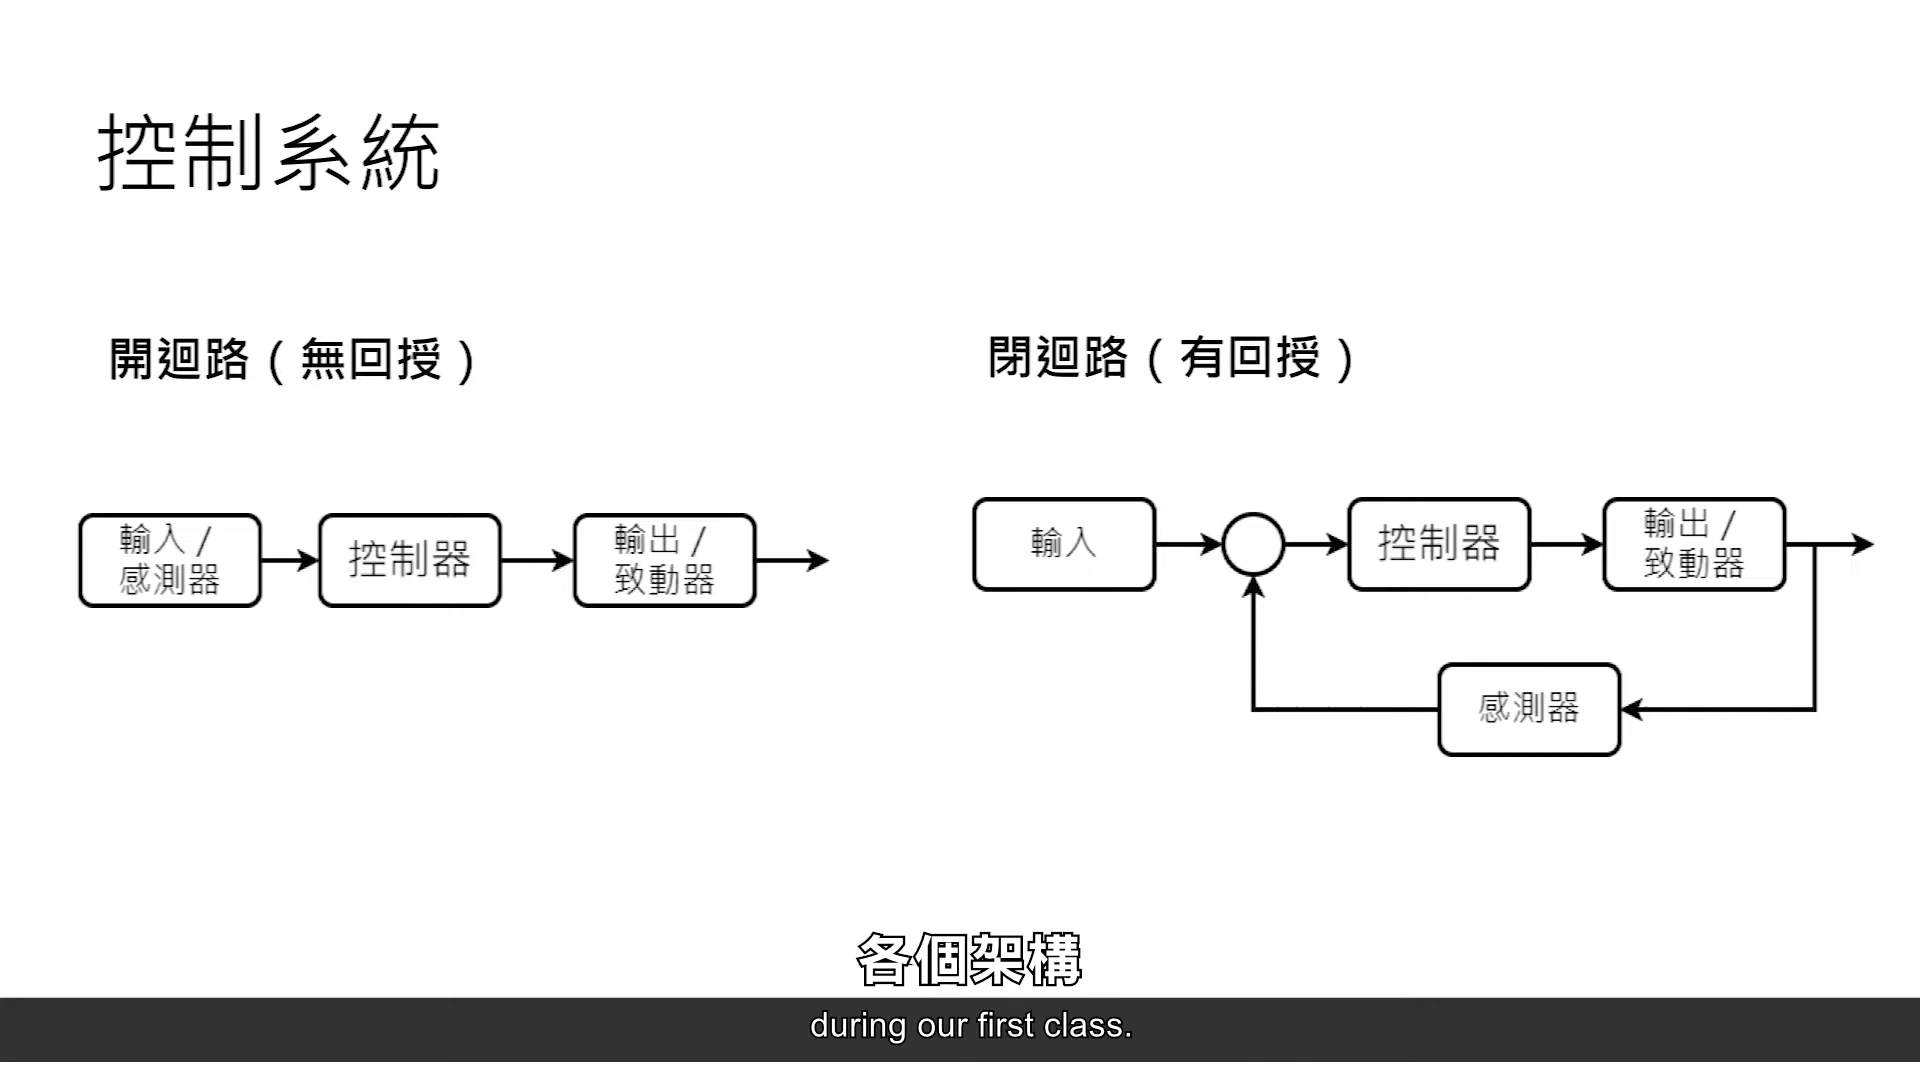 控制系統
開迴路（無回授）
輸入 /
感測器
控制器
輸出 /
致動器
閉迴路（有回授）
輸入
控制器
輸出 /
致動器
感測器
各個架構
during our first class.